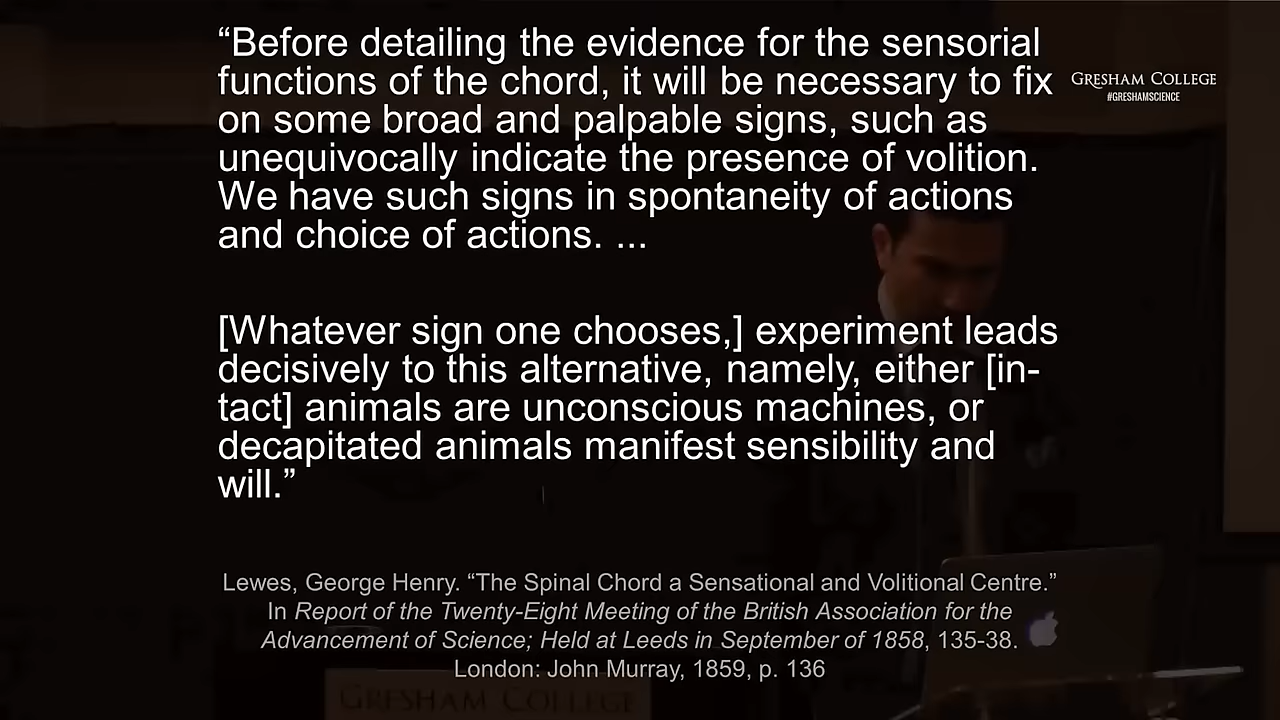 “Before detailing the evidence for the sensorial
functions of the chord, it will be necessary to fix
on some broad and palpable signs, such as
unequivocally indicate the presence of volition.
We have such signs in spontaneity of actions
and choice of actions. ...
[Whatever sign one chooses,] experiment leads
decisively to this alternative, namely, either [in-
tact] animals are unconscious machines, or
decapitated animals manifest sensibility and
will.”
GRESHAM COLLEGE
#GRESHAMSCIENCE
Lewes, George Henry. “The Spinal Chord a Sensational and Volitional Centre.”
In Report of the Twenty-Eight Meeting of the British Association for the
Advancement of Science; Held at Leeds in September of 1858, 135-38.
London: John Murray, 1859, p. 136
GRESHAM COLLEGE